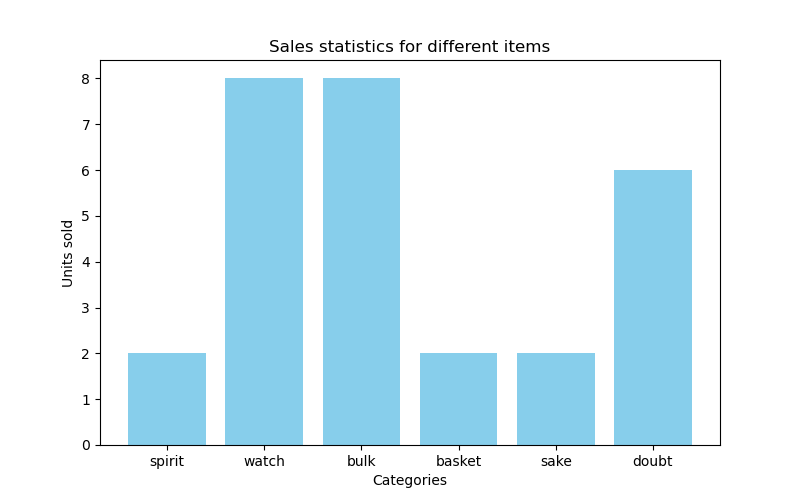 Sales statistics for different items
Units sold
8
7
6
5
4
3
2
1
0
spirit watch bulk basket sake doubt
Categories